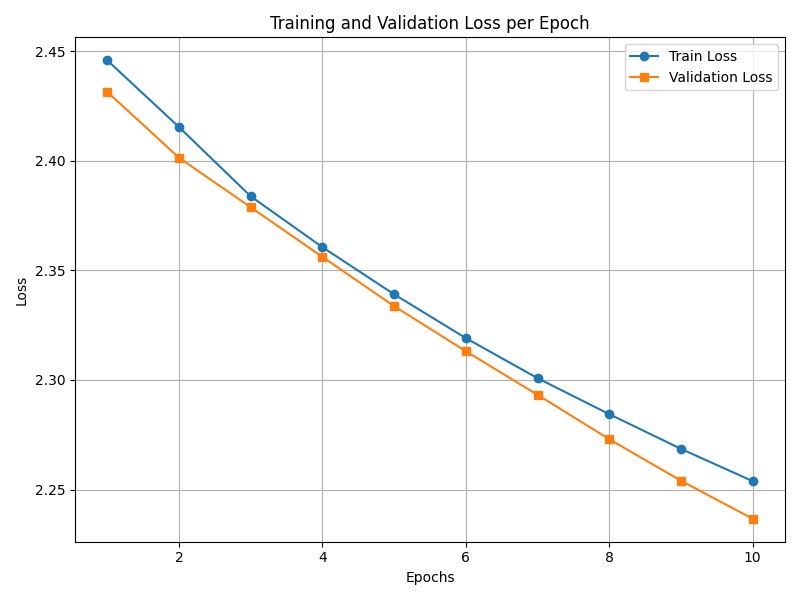 Training and Validation Loss per Epoch
Train Loss
Validation Loss
2.45
2.40
2.35
2.30
2.25
Loss
2 4 6 8 10
Epochs